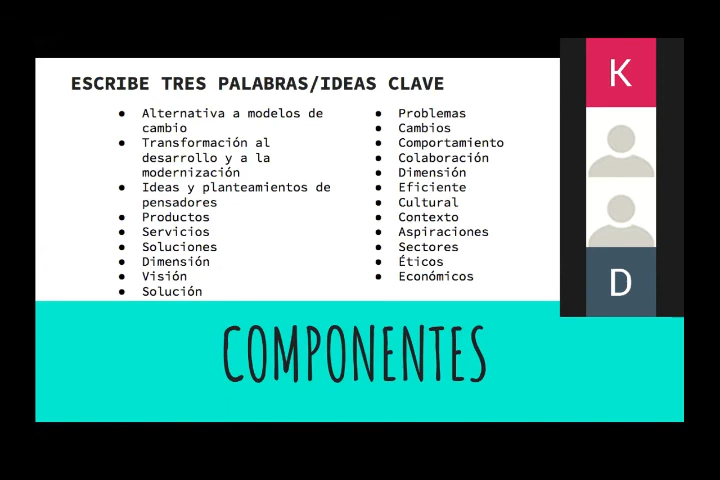 ESCRIBE TRES PALABRAS/IDEAS CLAVE
● Alternativa a modelos de
cambio
● Transformación al
desarrollo y a la
modernización
● Ideas y planteamientos de
pensadores
● Productos
● Servicios
● Soluciones
● Dimensión
● Visión
● Solución
● Problemas
● Cambios
● Comportamiento
● Colaboración
● Dimensión
● Eficiente
● Cultural
● Contexto
● Aspiraciones
● Sectores
● Éticos
● Económicos
COMPONENTES
K
D